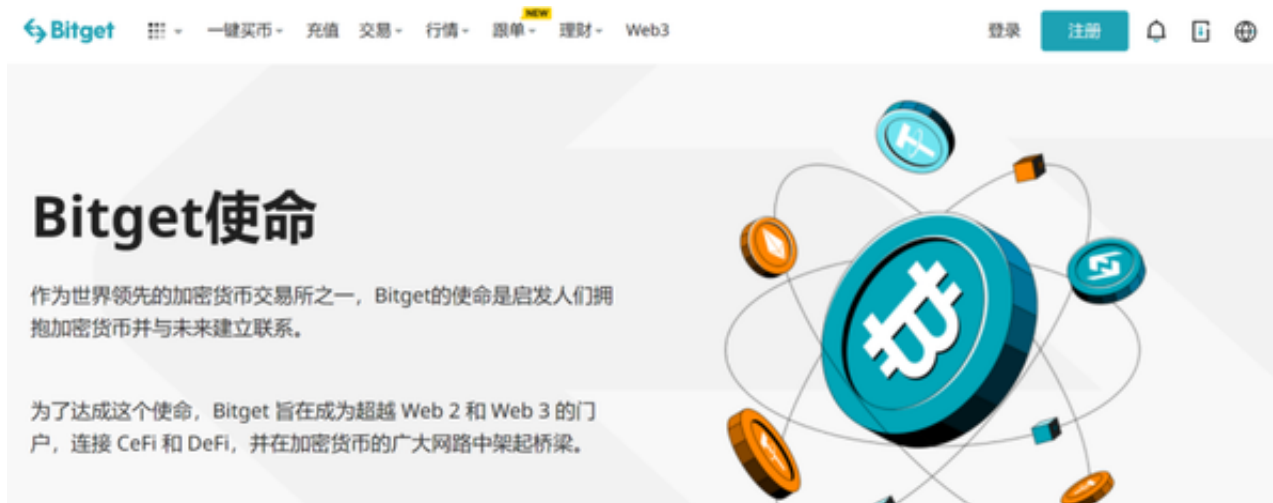 Bitget 一键买币 充值 交易 行情 跟单 NEW 理财 Web3 登录 注册
Bitget使命
作为世界领先的加密货币交易所之一，Bitget的使命是启发人们拥
抱加密货币并与未来建立联系。
为了达成这个使命，Bitget 旨在成为超越 Web 2 和 Web 3 的门
户，连接 CeFi 和 DeFi，并在加密货币的广大网路中架起桥梁。